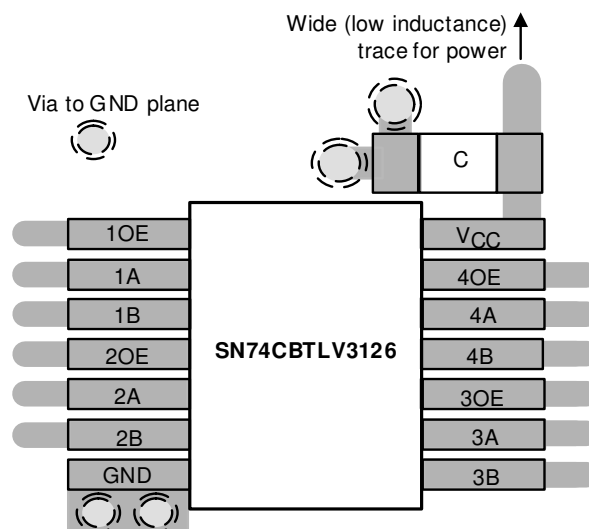 Wide (low inductance)
trace for power
Via to GND plane
C
1OE
1A
1B
2OE
2A
2B
GND
SN74CBTLV3126
VCC
4OE
4A
4B
3OE
3A
3B